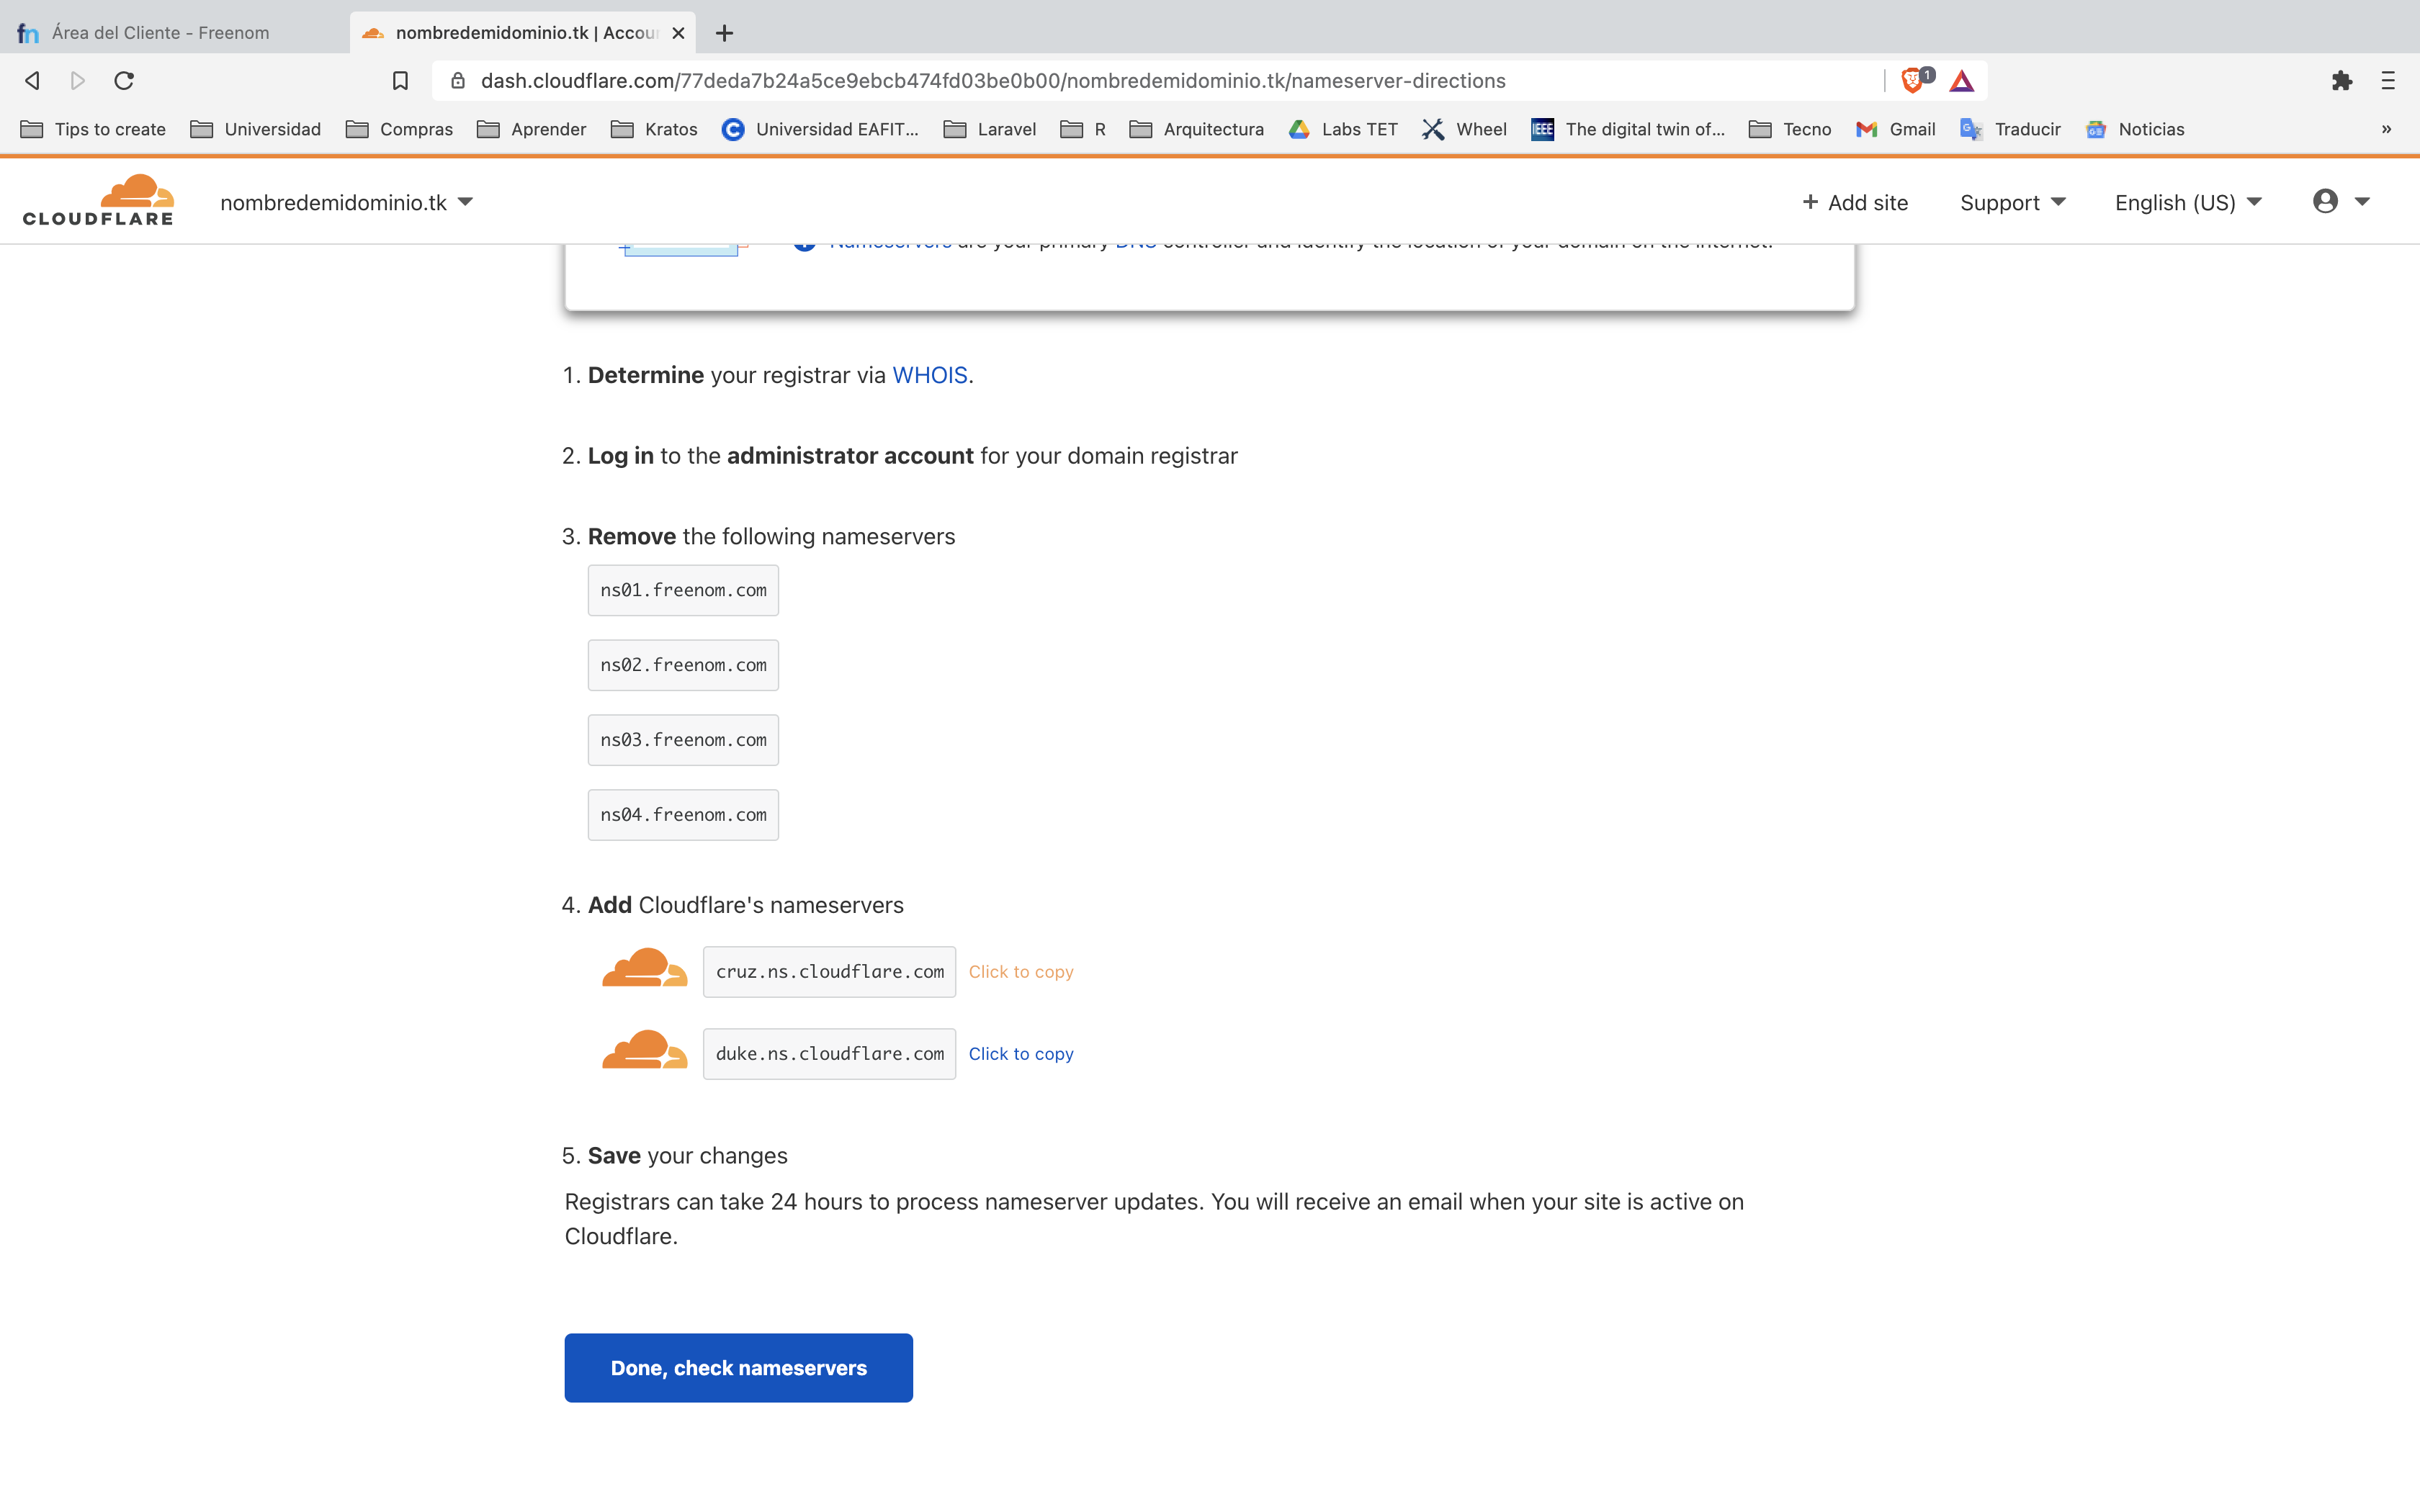 Área del Cliente - Freenom
nombredemidominio.tk | Accou
dash.cloudflare.com/77deda7b24a5ce9ebcb474fd03be0b00/nombredemidominio.tk/nameserver-directions
1
Tips to create Universidad Compras Aprender Kratos Universidad EAFIT... Laravel R Arquitectura Labs TET Wheel The digital twin of... Tecno Gmail Traducir Noticias »
CLOUDFLARE
nombredemidominio.tk
+ Add site Support English (US)
Nameservers are your primary DNS controller and identify the location of your domain on the internet.
1. Determine your registrar via WHOIS.
2. Log in to the administrator account for your domain registrar
3. Remove the following nameservers
ns01.freenom.com
ns02.freenom.com
ns03.freenom.com
ns04.freenom.com
4. Add Cloudflare's nameservers
cruz.ns.cloudflare.com Click to copy
duke.ns.cloudflare.com Click to copy
5. Save your changes
Registrars can take 24 hours to process nameserver updates. You will receive an email when your site is active on
Cloudflare.
Done, check nameservers